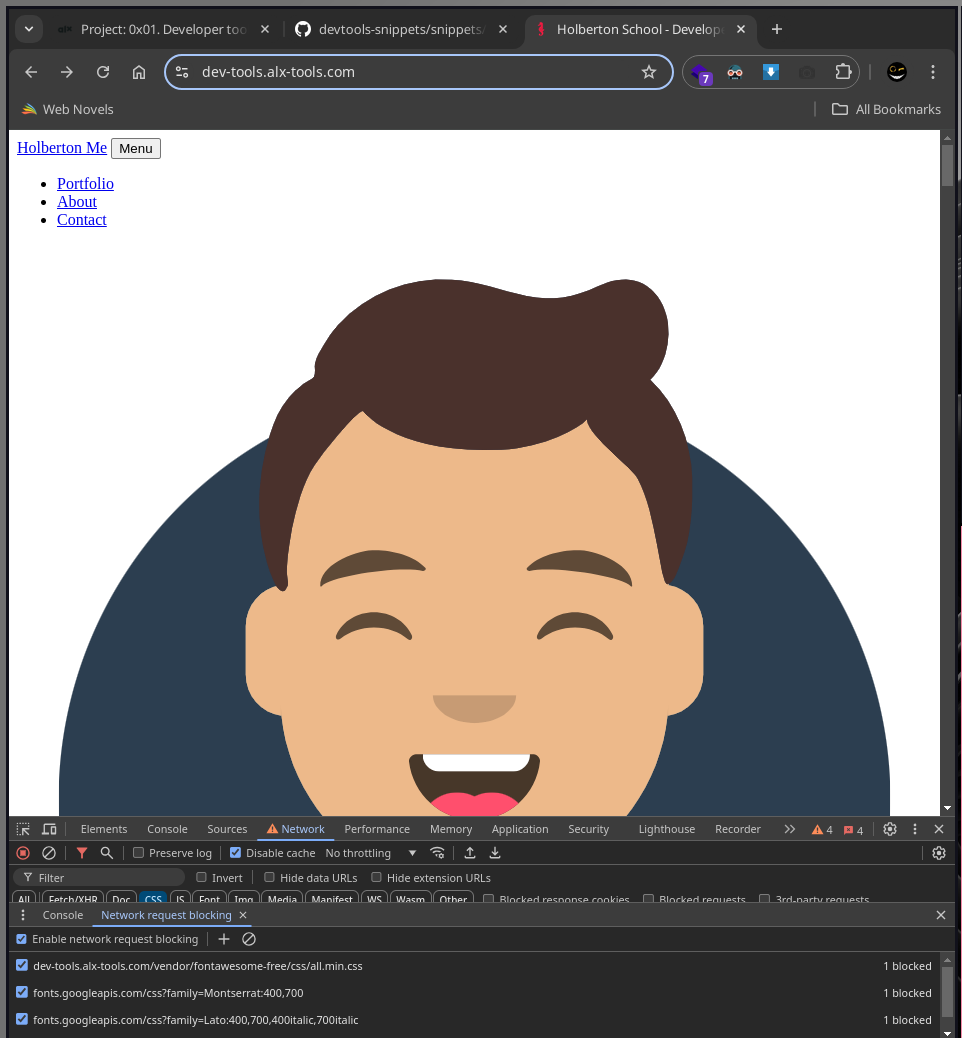 Project: 0x01. Developer too
devtools-snippets/snippets/
Holberton School - Develope
dev-tools.alx-tools.com
7
Web Novels
All Bookmarks
Holberton Me Menu
Portfolio
About
Contact
Elements Console Sources Network Performance Memory Application Security Lighthouse Recorder 4 4
Preserve log Disable cache No throttling
Filter Invert Hide data URLs Hide extension URLs
All Fetch/XHR Doc CSS JS Font Img Media Manifest WS Wasm Other Blocked response cookies Blocked requests 3rd-party requests
Console Network request blocking
Enable network request blocking
dev-tools.alx-tools.com/vendor/fontawesome-free/css/all.min.css 1 blocked
fonts.googleapis.com/css?family=Montserrat:400,700 1 blocked
fonts.googleapis.com/css?family=Lato:400,700,400italic,700italic 1 blocked